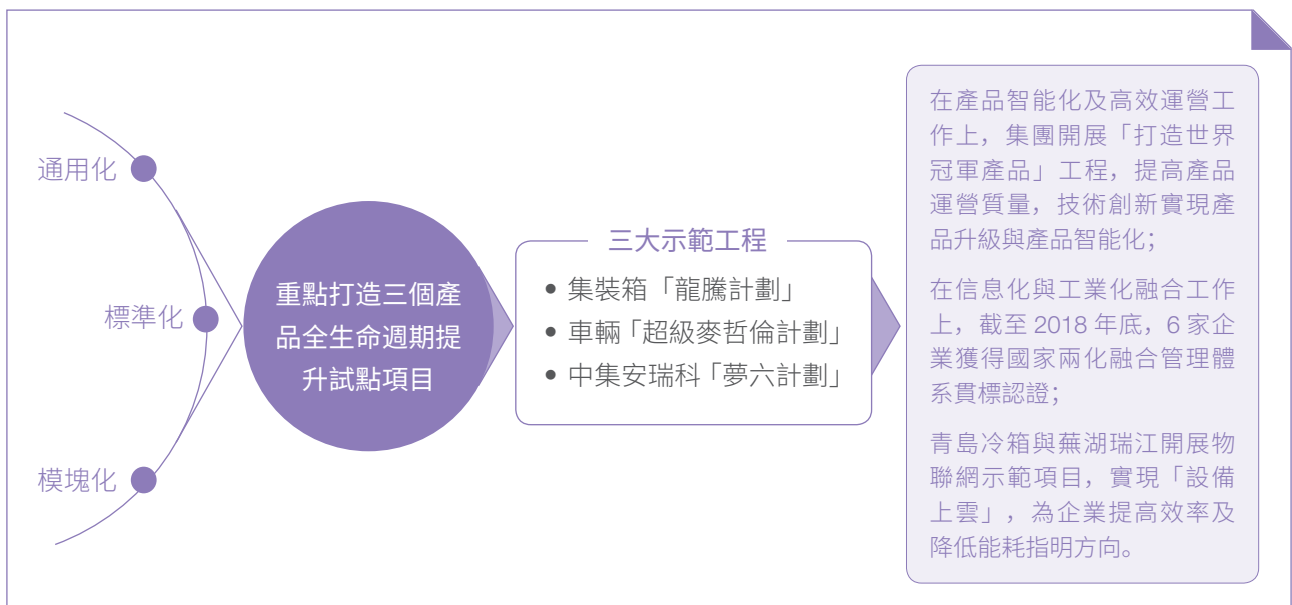 通用化
標準化
模塊化
重點打造三個產
品全生命週期提
升試點項目
三大示範工程
• 集裝箱「龍騰計劃」
• 車輛「超級麥哲倫計劃」
• 中集安瑞科「夢六計劃」
在產品智能化及高效運營工
作上，集團開展「打造世界
冠軍產品」工程，提高產品
運營質量，技術創新實現產
品升級與產品智能化；
在信息化與工業化融合工作
上，截至 2018 年底，6 家企
業獲得國家兩化融合管理體
系貫標認證；
青島冷箱與蕪湖瑞江開展物
聯網示範項目，實現「設備
上雲」，為企業提高效率及
降低能耗指明方向。